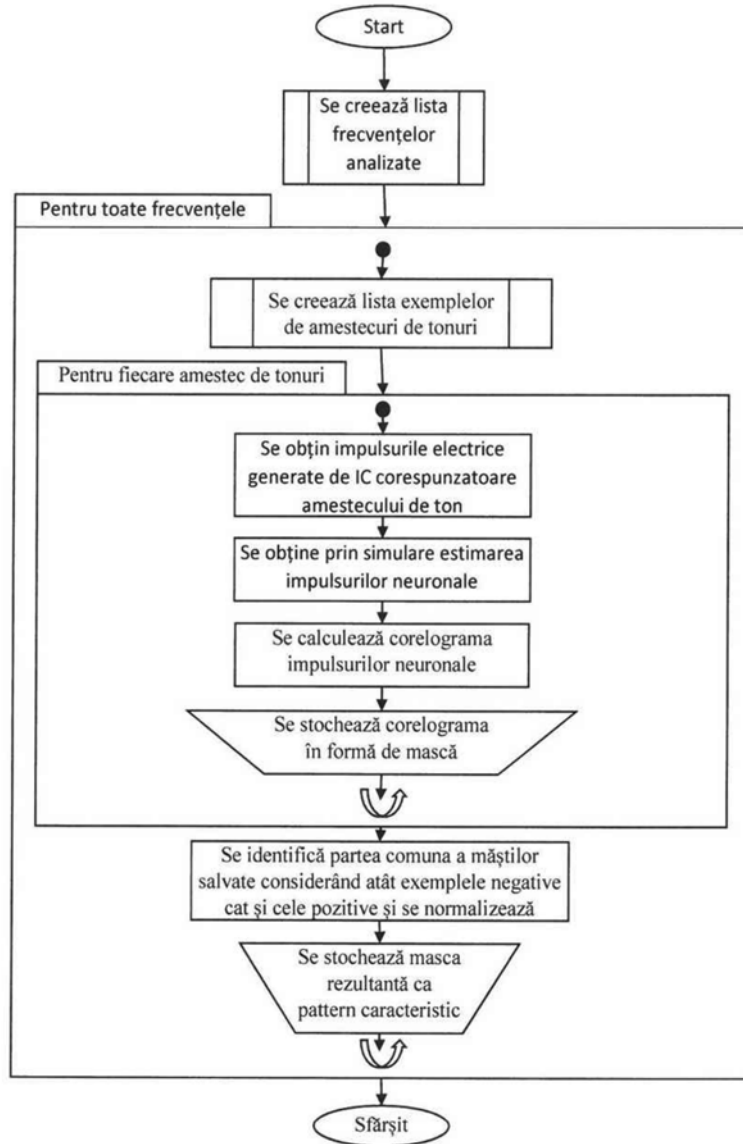 Start
Se creează lista
frecvențelor
analizate
Pentru toate frecvențele
Se creează lista exemplelor
de amestecuri de tonuri
Pentru fiecare amestec de tonuri
Se obțin impulsurile electrice
generate de IC corespunzatoare
amestecului de ton
Se obține prin simulare estimarea
impulsurilor neuronale
Se calculează corelograma
impulsurilor neuronale
Se stochează corelograma
în formă de mască
Se identifică partea comuna a măștilor
salvate considerând atât exemplele negative
cat și cele pozitive și se normalizează
Se stochează masca
rezultantă ca
pattern caracteristic
Sfârșit